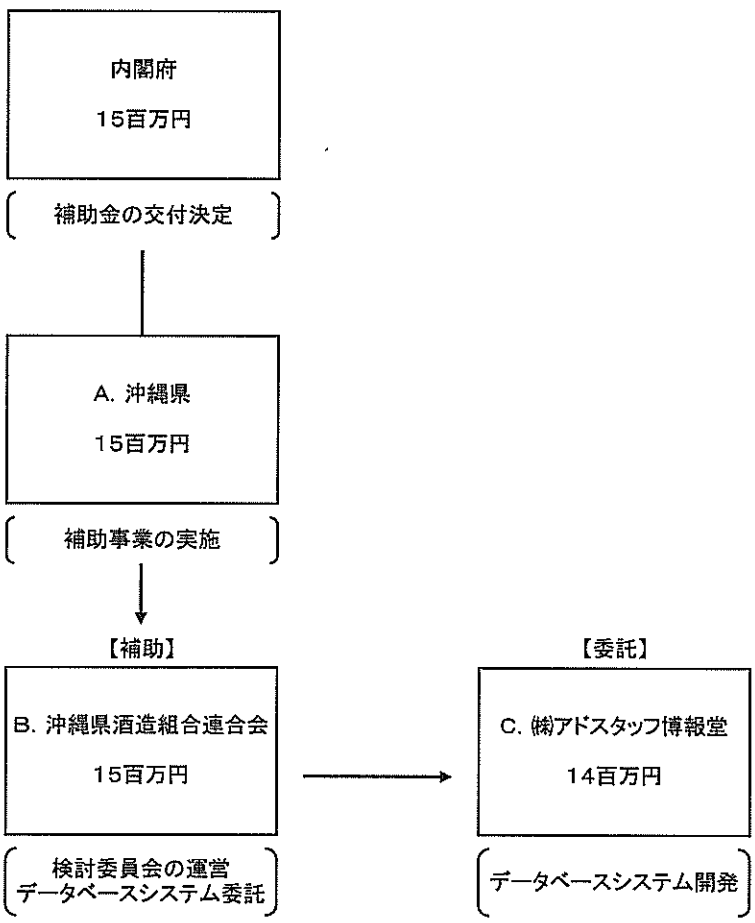 内閣府
15百万円
補助金の交付決定
A. 沖縄県
15百万円
補助事業の実施
【補助】
B. 沖縄県酒造組合連合会
15百万円
検討委員会の運営
データベースシステム委託
【委託】
C. ㈱アドスタッフ博報堂
14百万円
データベースシステム開発